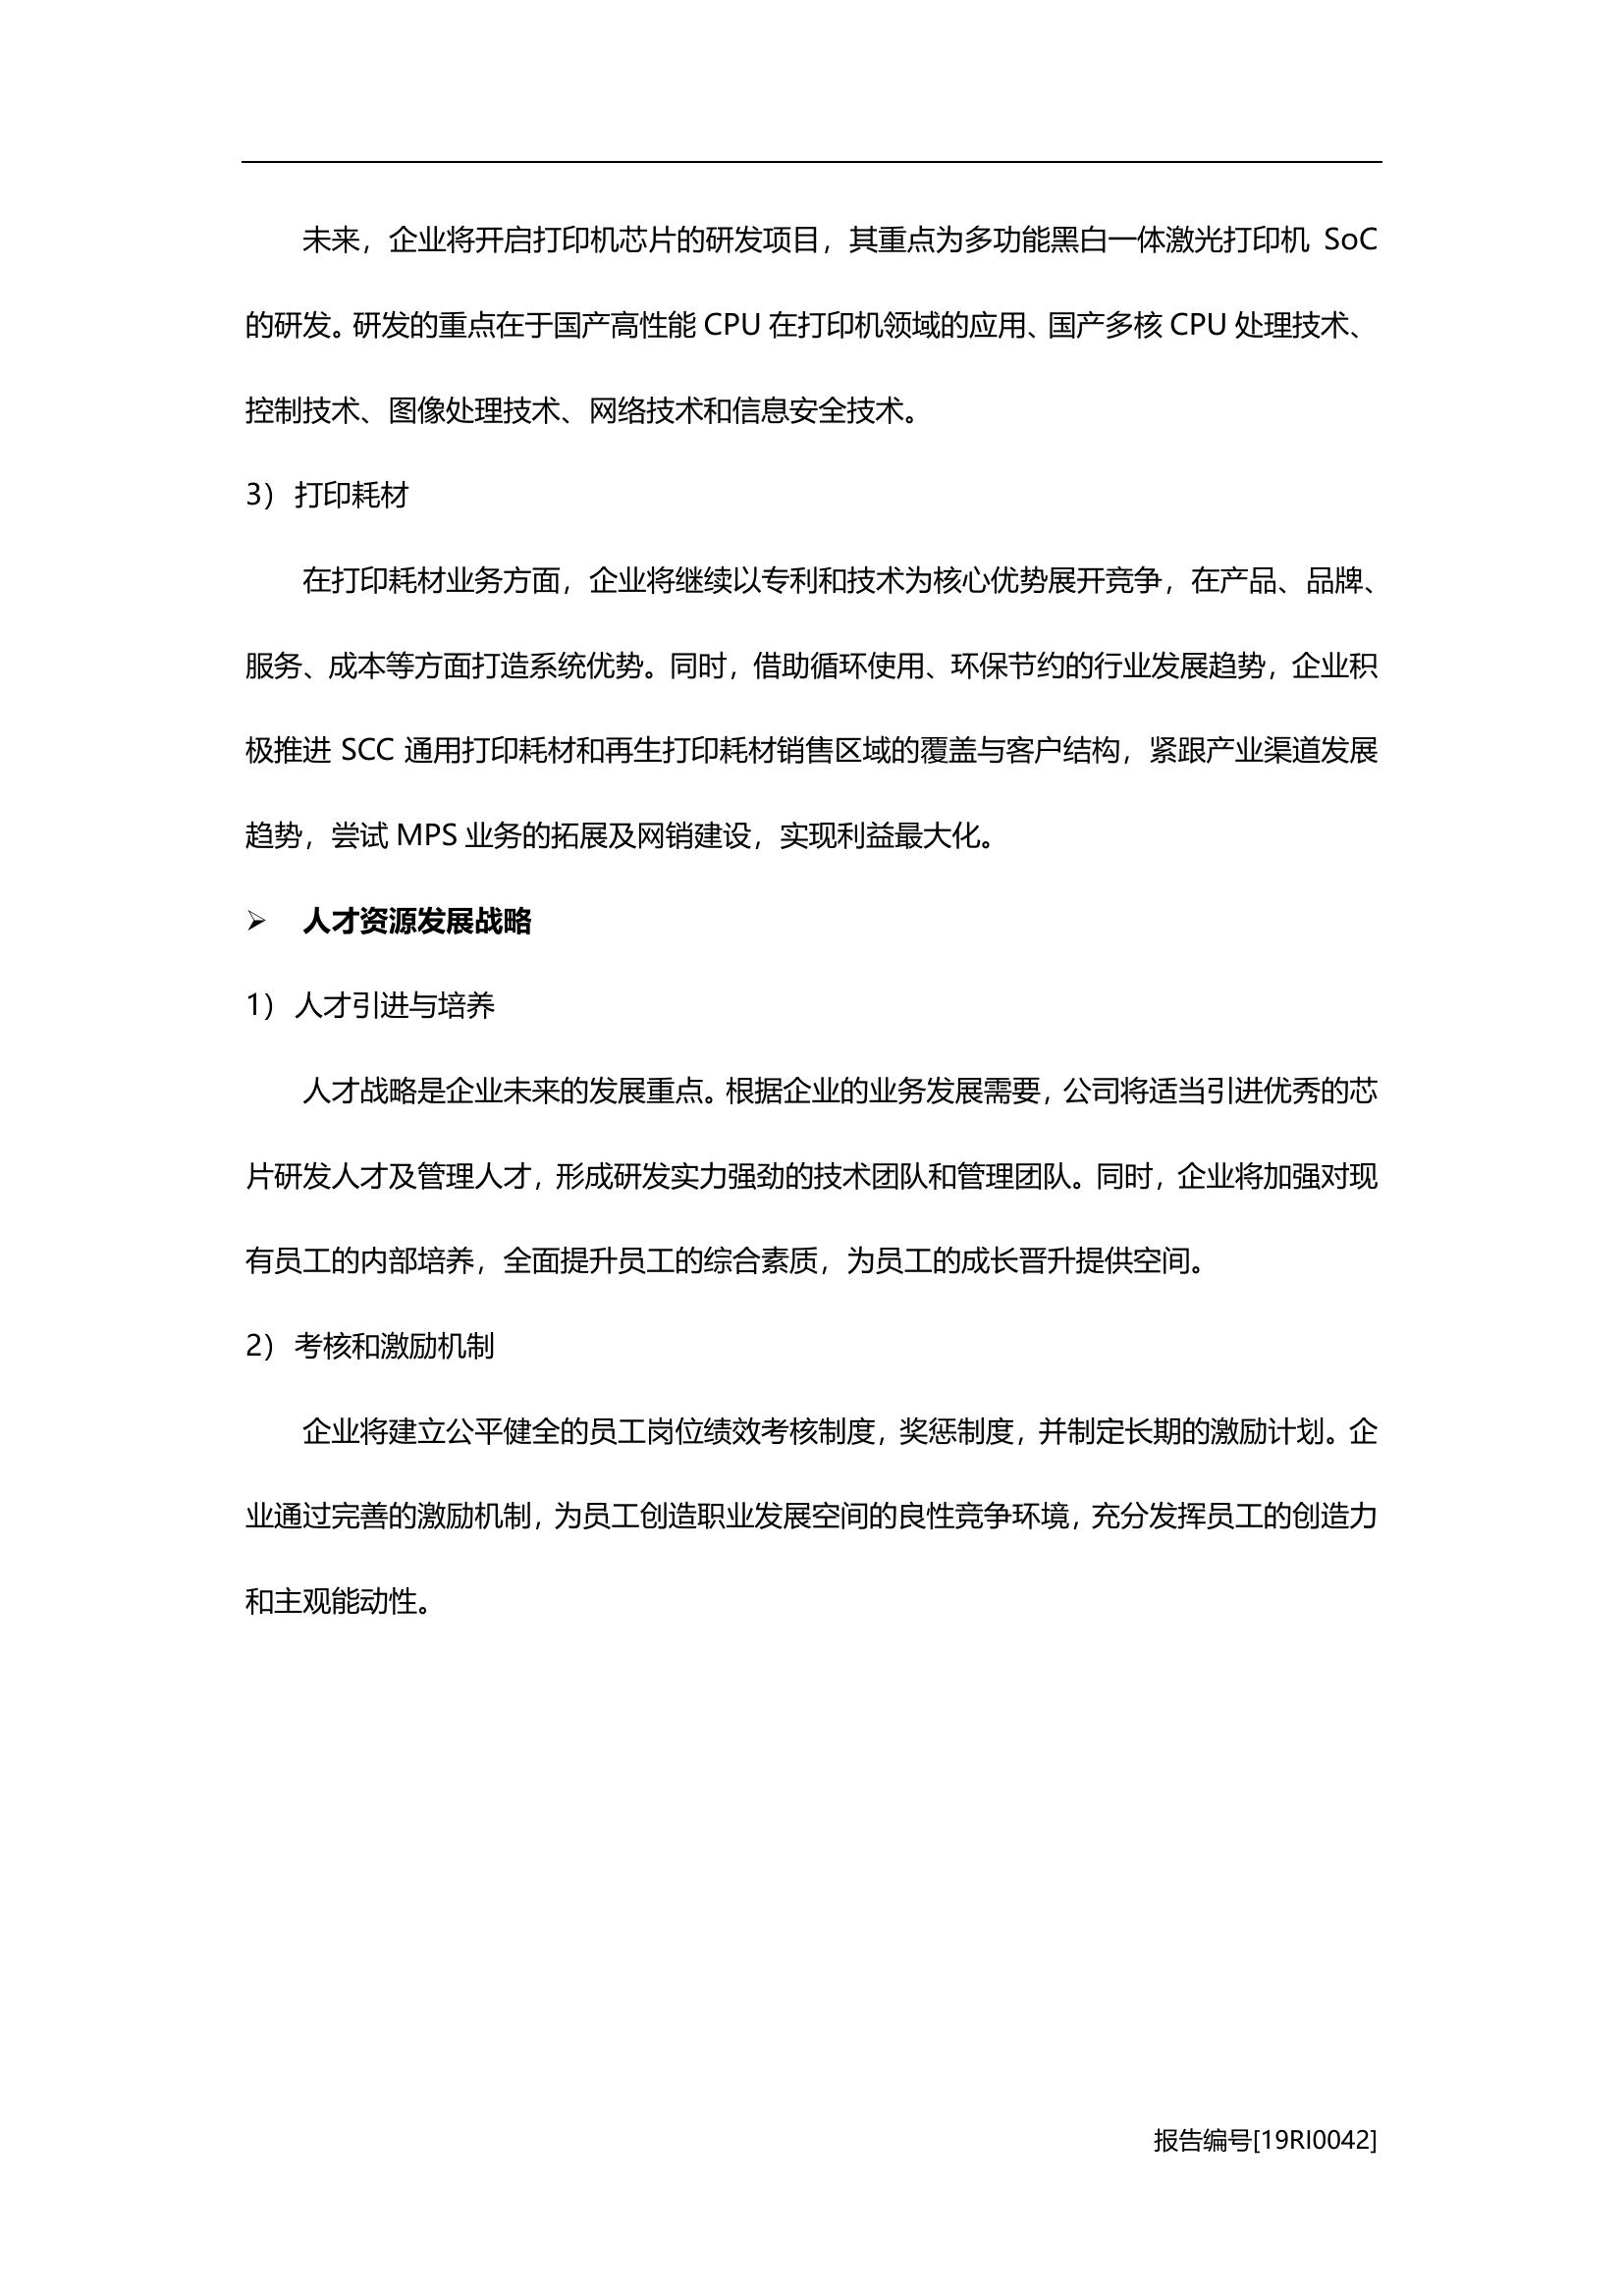 未来，企业将开启打印机芯片的研发项目，其重点为多功能黑白一体激光打印机 SoC
的研发。研发的重点在于国产高性能 CPU 在打印机领域的应用、国产多核 CPU 处理技术、
控制技术、图像处理技术、网络技术和信息安全技术。
3） 打印耗材
在打印耗材业务方面，企业将继续以专利和技术为核心优势展开竞争，在产品、品牌、
服务、成本等方面打造系统优势。同时，借助循环使用、环保节约的行业发展趋势，企业积
极推进 SCC 通用打印耗材和再生打印耗材销售区域的覆盖与客户结构，紧跟产业渠道发展
趋势，尝试 MPS 业务的拓展及网销建设，实现利益最大化。
➢ 人才资源发展战略
1） 人才引进与培养
人才战略是企业未来的发展重点。根据企业的业务发展需要，公司将适当引进优秀的芯
片研发人才及管理人才，形成研发实力强劲的技术团队和管理团队。同时，企业将加强对现
有员工的内部培养，全面提升员工的综合素质，为员工的成长晋升提供空间。
2） 考核和激励机制
企业将建立公平健全的员工岗位绩效考核制度，奖惩制度，并制定长期的激励计划。企
业通过完善的激励机制，为员工创造职业发展空间的良性竞争环境，充分发挥员工的创造力
和主观能动性。
报告编号[19RI0042]